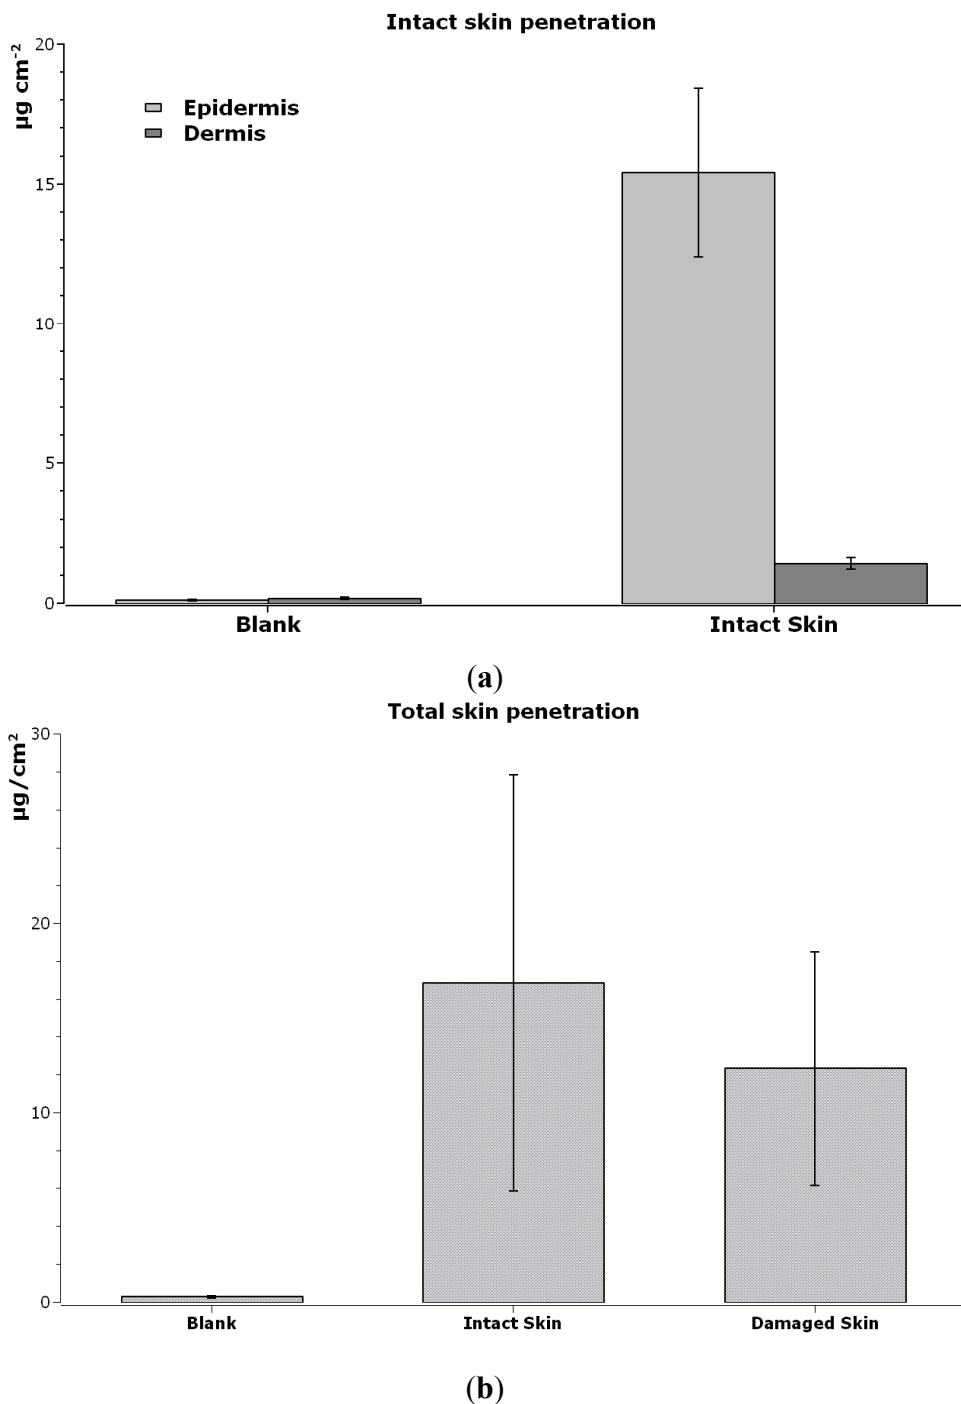 Intact skin penetration
µg cm-2
20
15
10
5
0
Epidermis
Dermis
Blank
Intact Skin
(a)
Total skin penetration
µg/cm2
30
20
10
0
Blank
Intact Skin
Damaged Skin
(b)